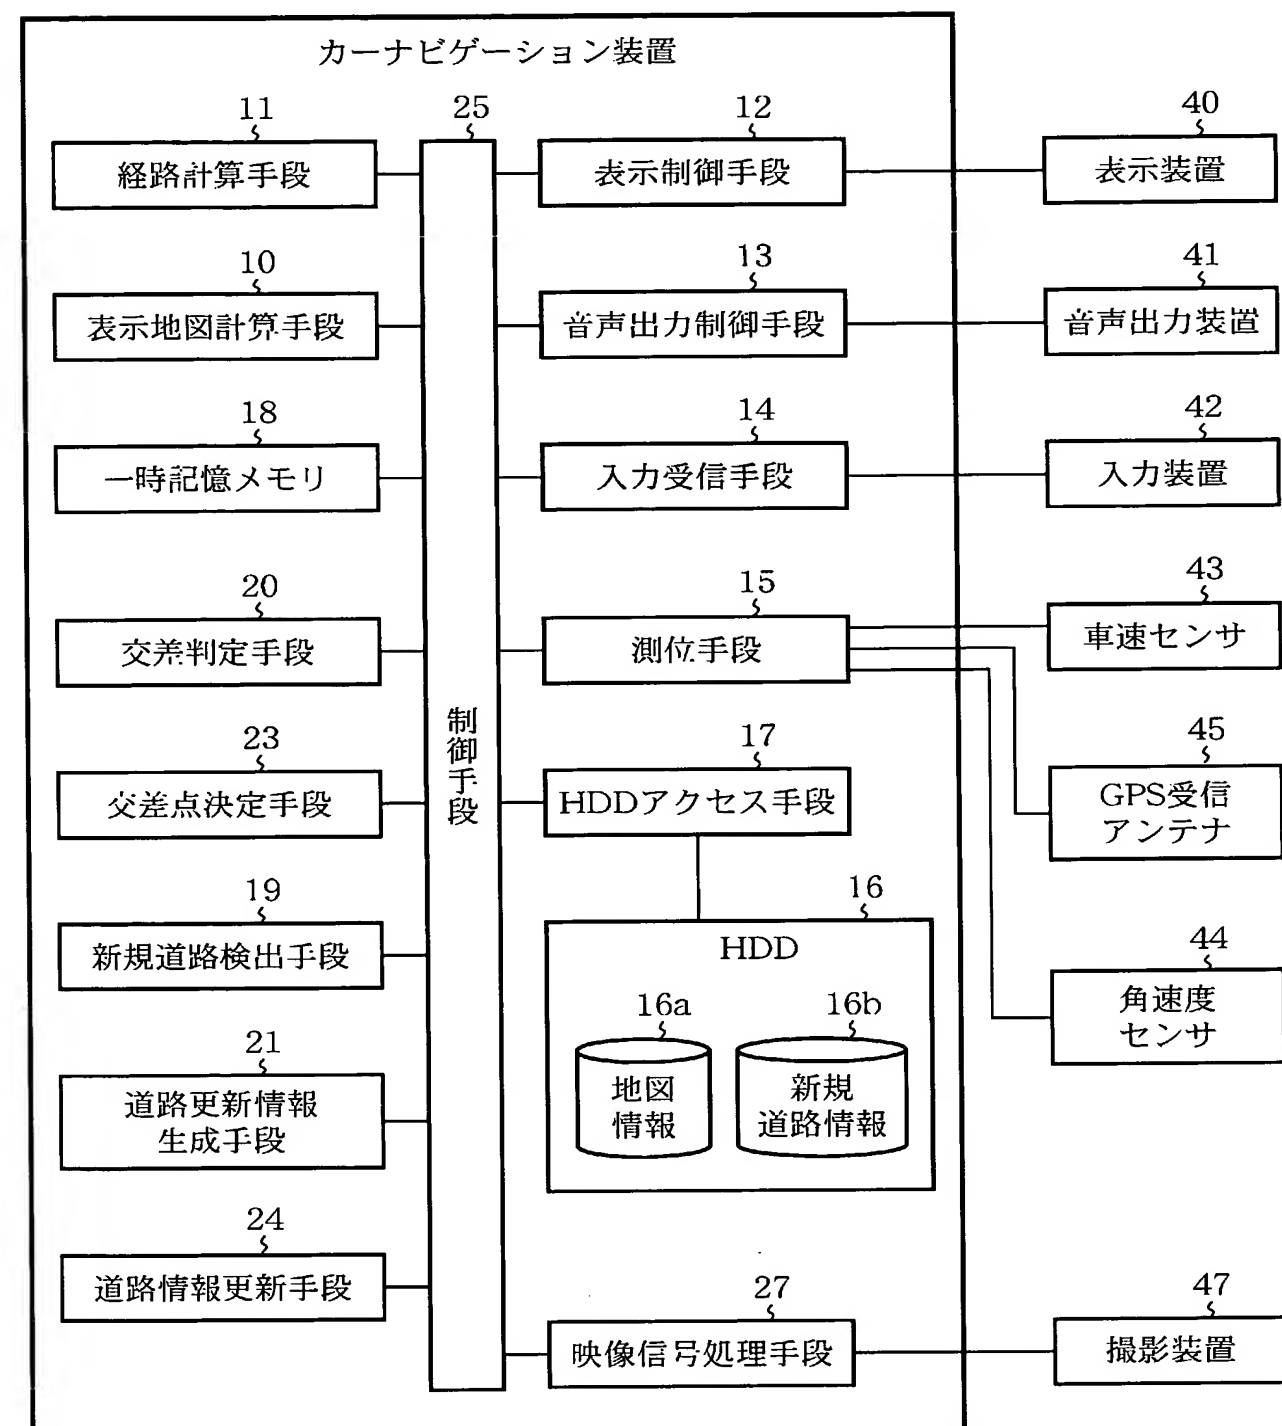 カーナビゲーション装置
11
25
12
40
経路計算手段
表示制御手段
表示装置
10
13
41
表示地図計算手段
音声出力制御手段
音声出力装置
18
14
42
一時記憶メモリ
入力受信手段
入力装置
20
15
43
交差判定手段
測位手段
車速センサ
制御手段
23
17
45
交差点決定手段
HDDアクセス手段
GPS受信
アンテナ
19
16
44
新規道路検出手段
HDD
角速度
センサ
16a
16b
21
地図
情報
新規
道路情報
道路更新情報
生成手段
24
道路情報更新手段
27
47
映像信号処理手段
撮影装置